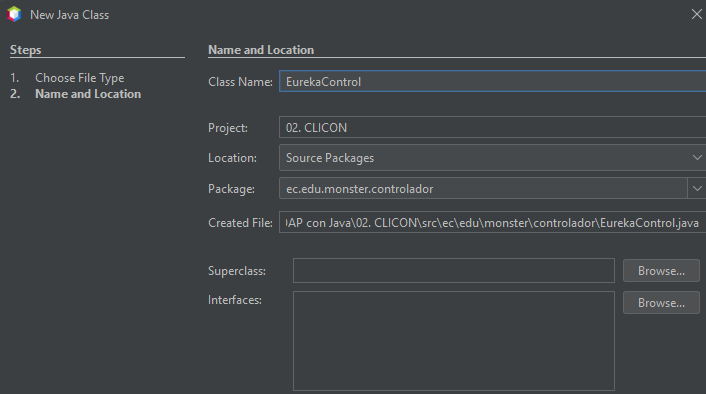 New Java Class
Steps
Name and Location
1. Choose File Type
2. Name and Location
Class Name: EurekaControl
Project: 02. CLICON
Location: Source Packages
Package: ec.edu.monster.controlador
Created File: AP con Java\02. CLICON\src\ec\edu\monster\controlador\EurekaControl.java
Superclass: Browse...
Interfaces: Browse...